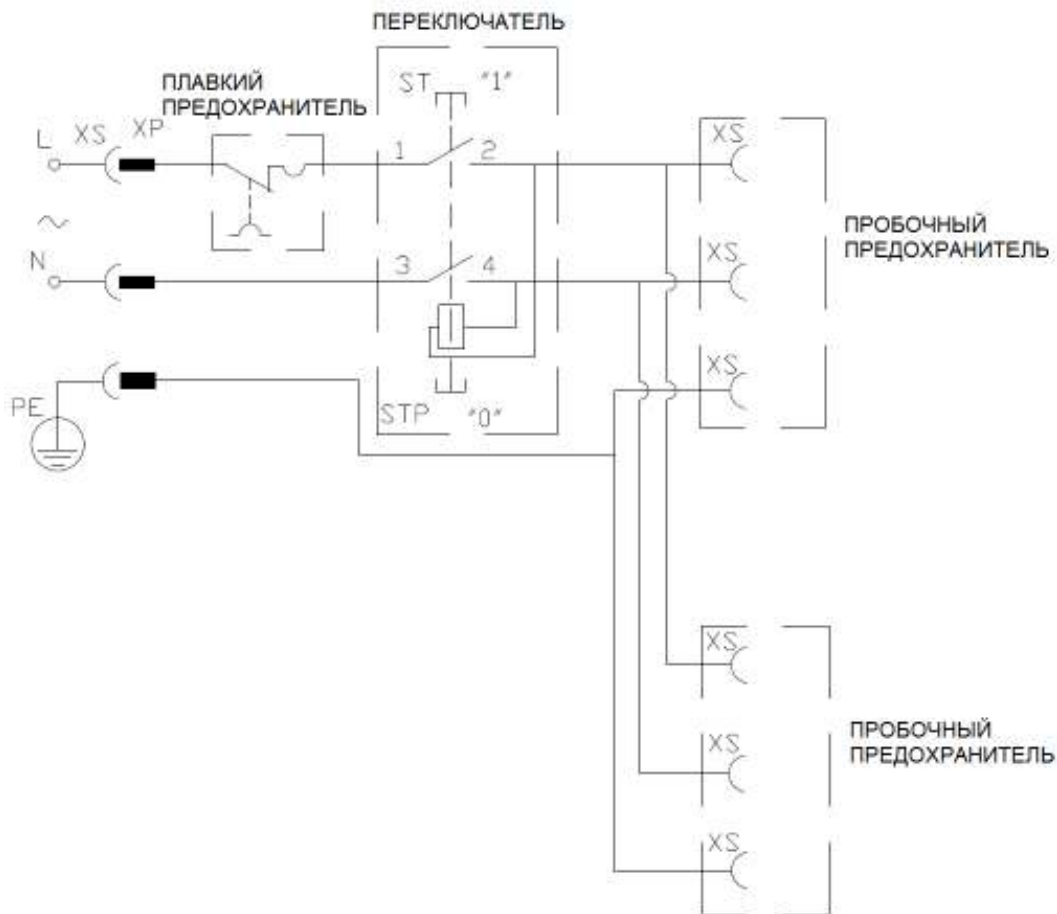 ПЕРЕКЛЮЧАТЕЛЬ
ST "1"
ПЛАВКИЙ
ПРЕДОХРАНИТЕЛЬ
L XS XP
1 2
XS
ПРОБОЧНЫЙ
ПРЕДОХРАНИТЕЛЬ
N
3 4
XS
XS
PE
STP "0"
XS
ПРОБОЧНЫЙ
ПРЕДОХРАНИТЕЛЬ
XS
XS